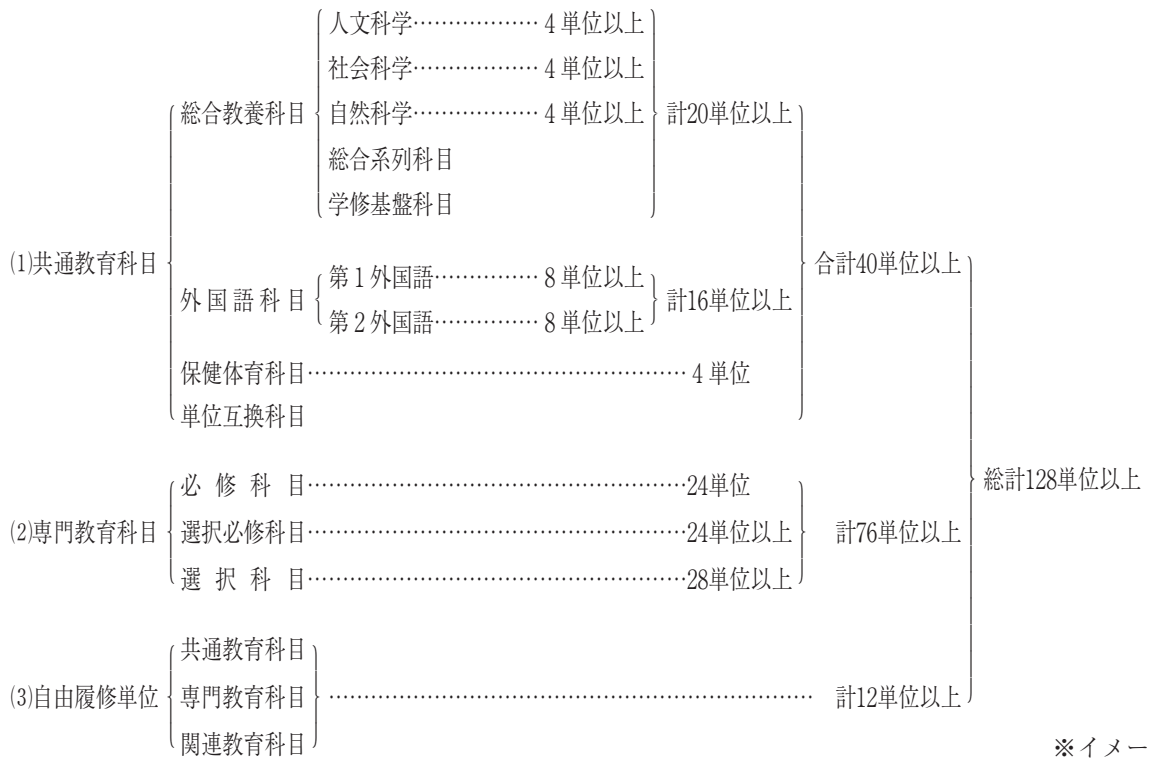 人文科学……………… 4単位以上
社会科学……………… 4単位以上
総合教養科目 自然科学……………… 4単位以上 計20単位以上
総合系列科目
学修基盤科目
(1)共通教育科目 合計40単位以上
外国語科目 第1外国語…………… 8単位以上 計16単位以上
第2外国語…………… 8単位以上
保健体育科目……………………………………………… 4単位
単位互換科目
必修科目………………………………………………24単位
総計128単位以上
(2)専門教育科目 選択必修科目………………………………………………24単位以上 計76単位以上
選択科目………………………………………………28単位以上
共通教育科目
(3)自由履修単位 専門教育科目 …………………………………………………………… 計12単位以上
関連教育科目
※イメー